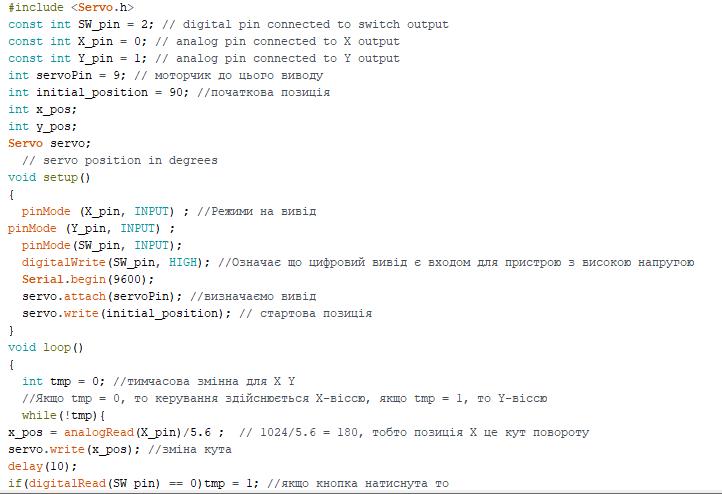 #include <Servo.h>
const int SW_pin = 2; // digital pin connected to switch output
const int X_pin = 0; // analog pin connected to X output
const int Y_pin = 1; // analog pin connected to Y output
int servoPin = 9; // моторчик до цього виводу
int initial_position = 90; //початкова позиція
int x_pos;
int y_pos;
Servo servo;
// servo position in degrees
void setup()
{
pinMode (X_pin, INPUT) ; //Режими на вивід
pinMode (Y_pin, INPUT) ;
pinMode(SW_pin, INPUT);
digitalWrite(SW_pin, HIGH); //Означає що цифровий вивід є входом для пристрою з високою напругою
Serial.begin(9600);
servo.attach(servoPin); //визначаємо вивід
servo.write(initial_position); // стартова позиція
}
void loop()
{
int tmp = 0; //тимчасова змінна для X Y
//Якщо tmp = 0, то керування здійснюється X-віссю, якщо tmp = 1, то Y-віссю
while(!tmp){
x_pos = analogRead(X_pin)/5.6 ; // 1024/5.6 = 180, тобто позиція X це кут повороту
servo.write(x_pos); //зміна кута
delay(10);
if(digitalRead(SW_pin) == 0)tmp = 1; //якщо кнопка натиснута то